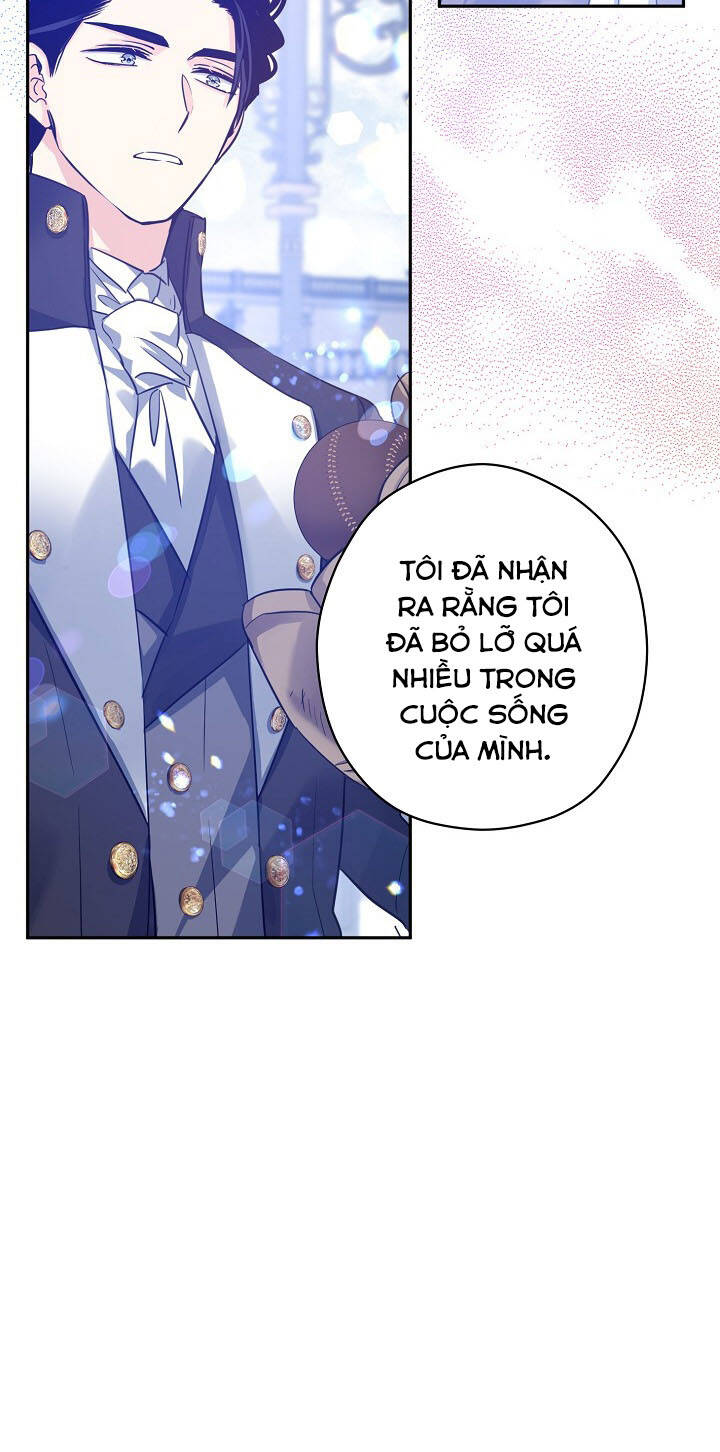 TÔI ĐÃ NHẬN
RA RẰNG TÔI
ĐÃ BỎ LỠ QUÁ
NHIỀU TRONG
CUỘC SỐNG
CỦA MÌNH.